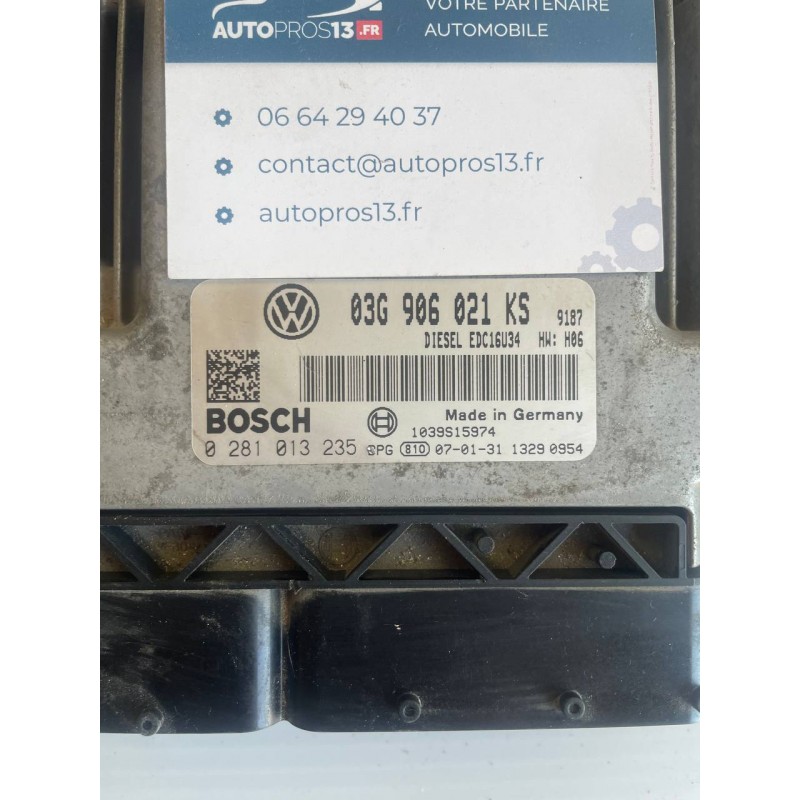 VOTRE PARTENAIRE
AUTOPROS13 .FR
AUTOMOBILE
06 64 29 40 37
contact@autopros13.fr
autopros13.fr
VW
03G 906 021 KS 9187
DIESEL EDC16U34 HW: H06
BOSCH
Made in Germany
1039S15974
0 281 013 235 SPG 810 07-01-31 1329 0954